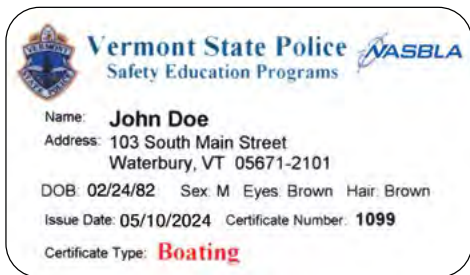 Vermont State Police
NASBLA
Safety Education Programs
Name: John Doe
Address: 103 South Main Street
Waterbury, VT 05671-2101
DOB: 02/24/82 Sex: M Eyes: Brown Hair: Brown
Issue Date: 05/10/2024 Certificate Number: 1099
Certificate Type: Boating